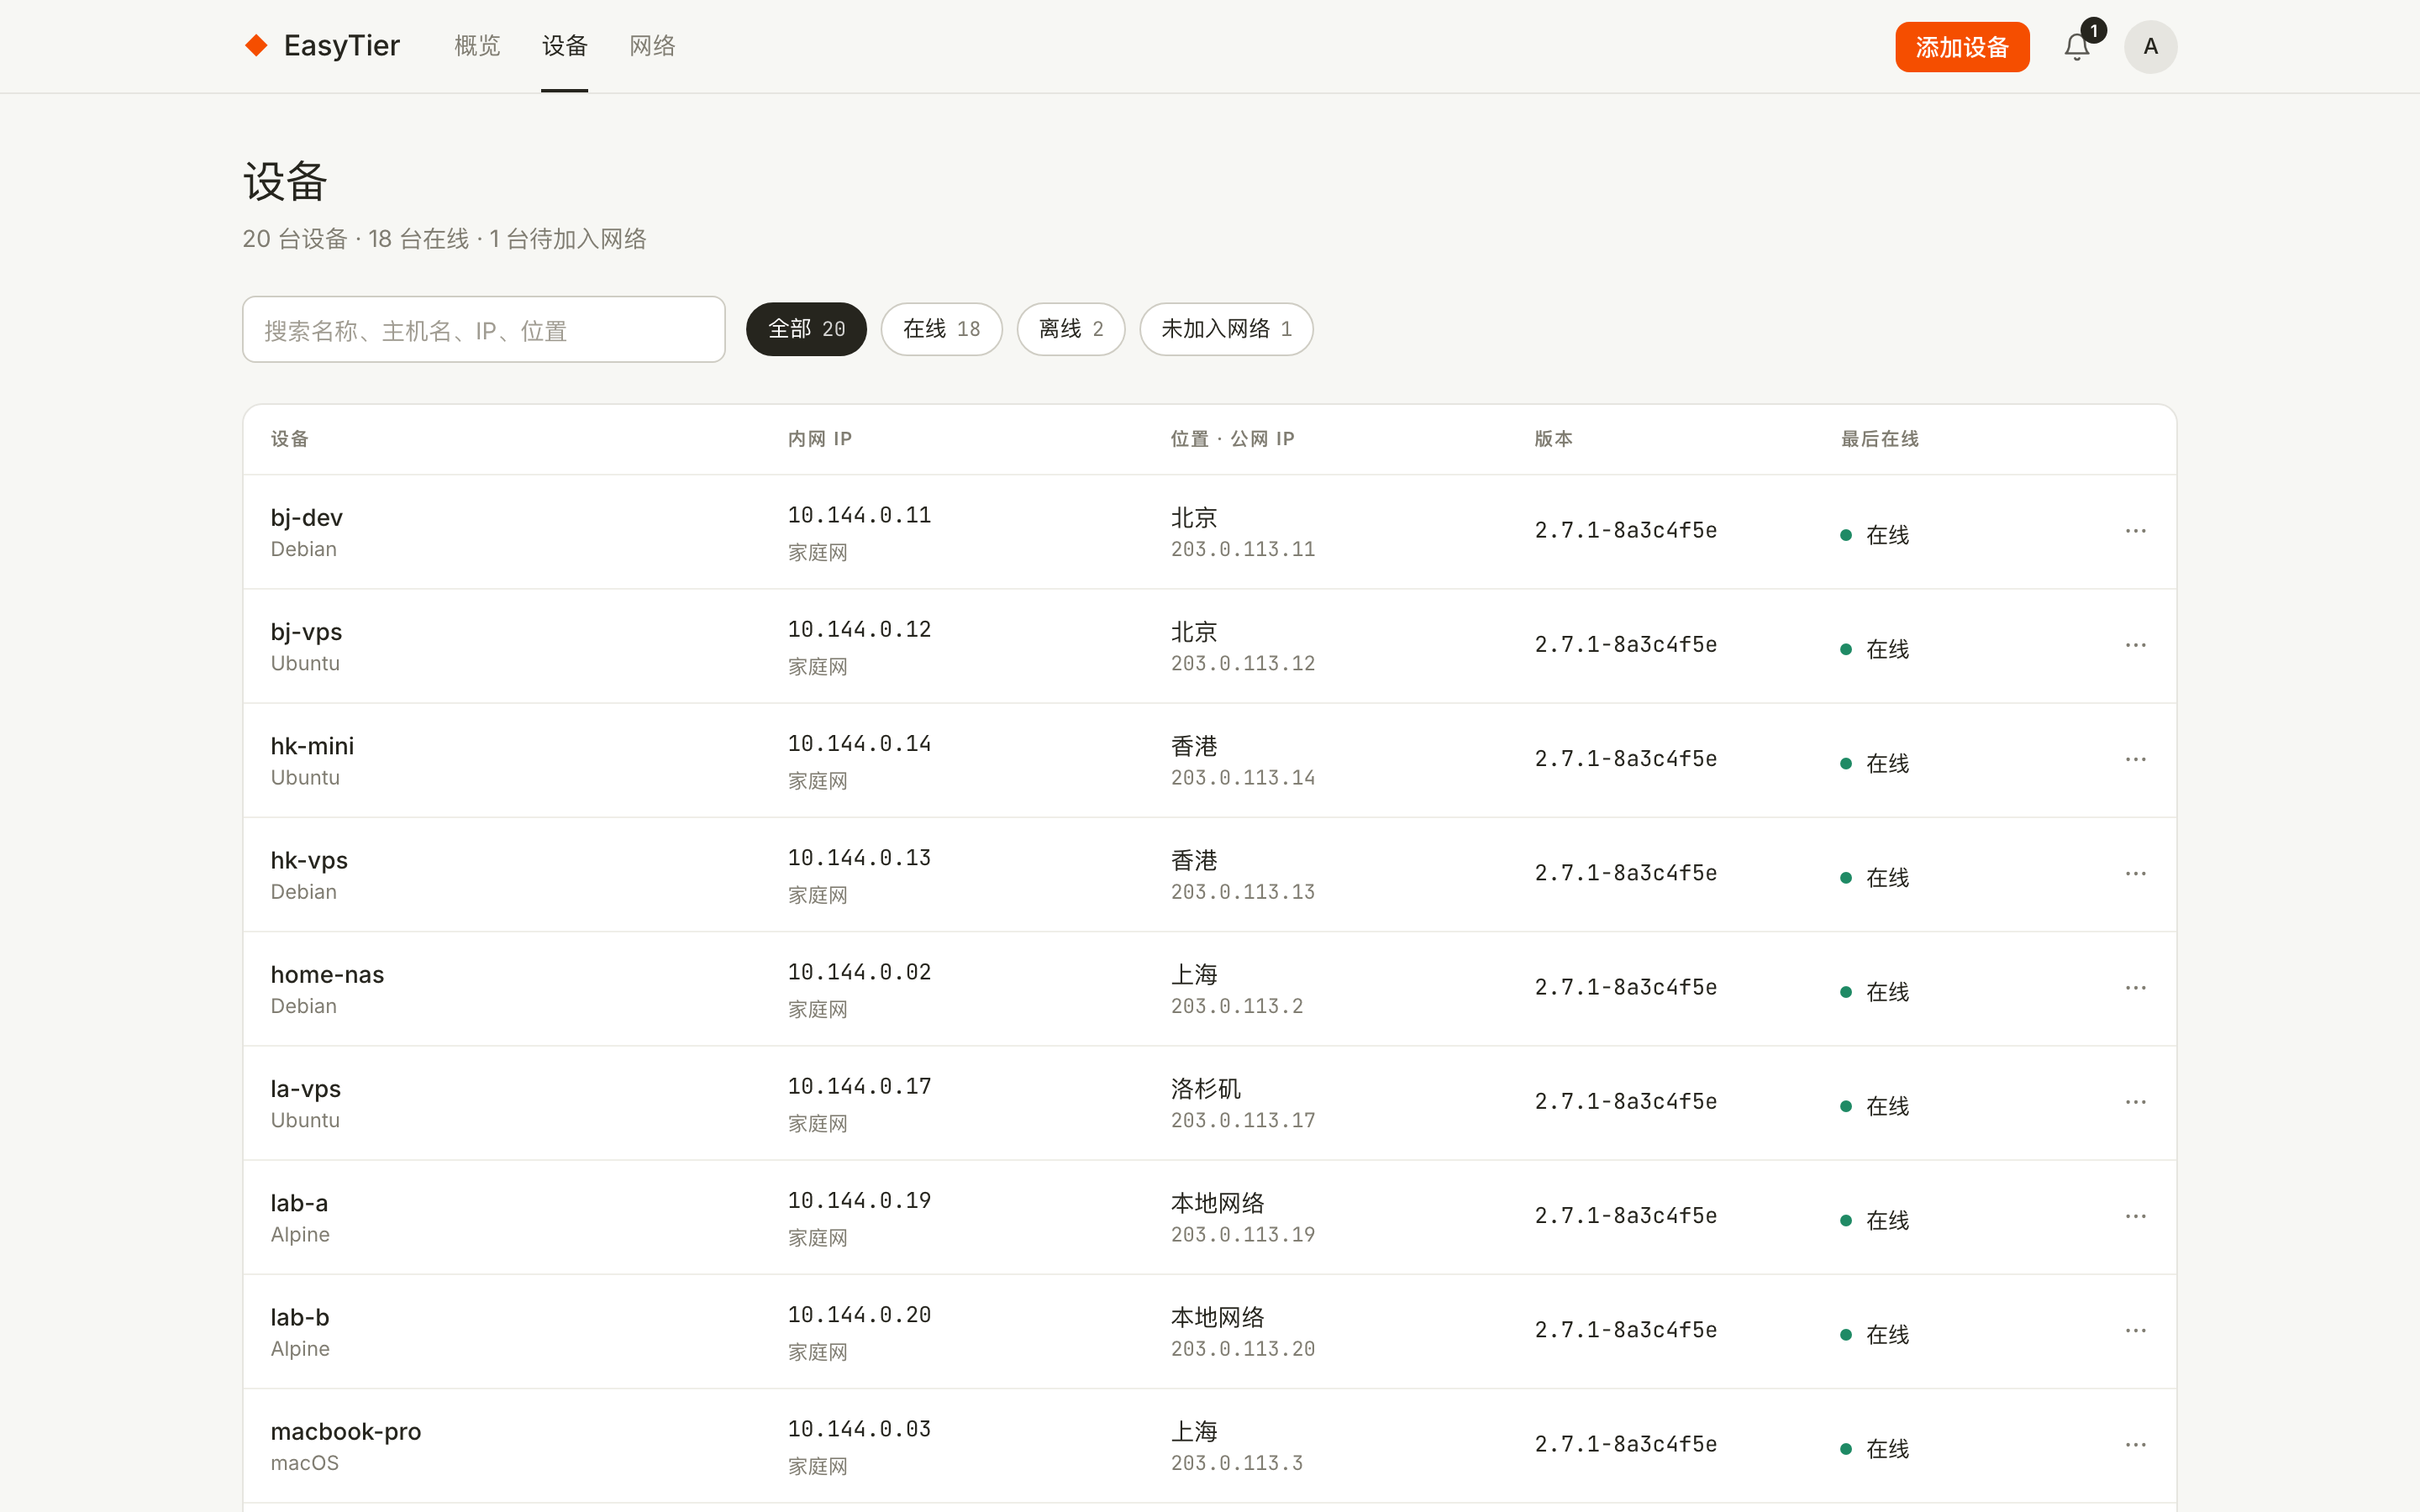 EasyTier 概览 设备 网络 添加设备 1 A
设备
20 台设备 · 18 台在线 · 1 台待加入网络
搜索名称、主机名、IP、位置 全部 20 在线 18 离线 2 未加入网络 1
设备 内网 IP 位置 · 公网 IP 版本 最后在线
bj-dev 10.144.0.11 北京 2.7.1-8a3c4f5e 在线 ···
Debian 家庭网 203.0.113.11
bj-vps 10.144.0.12 北京 2.7.1-8a3c4f5e 在线 ···
Ubuntu 家庭网 203.0.113.12
hk-mini 10.144.0.14 香港 2.7.1-8a3c4f5e 在线 ···
Ubuntu 家庭网 203.0.113.14
hk-vps 10.144.0.13 香港 2.7.1-8a3c4f5e 在线 ···
Debian 家庭网 203.0.113.13
home-nas 10.144.0.02 上海 2.7.1-8a3c4f5e 在线 ···
Debian 家庭网 203.0.113.2
la-vps 10.144.0.17 洛杉矶 2.7.1-8a3c4f5e 在线 ···
Ubuntu 家庭网 203.0.113.17
lab-a 10.144.0.19 本地网络 2.7.1-8a3c4f5e 在线 ···
Alpine 家庭网 203.0.113.19
lab-b 10.144.0.20 本地网络 2.7.1-8a3c4f5e 在线 ···
Alpine 家庭网 203.0.113.20
macbook-pro 10.144.0.03 上海 2.7.1-8a3c4f5e 在线 ···
macOS 家庭网 203.0.113.3